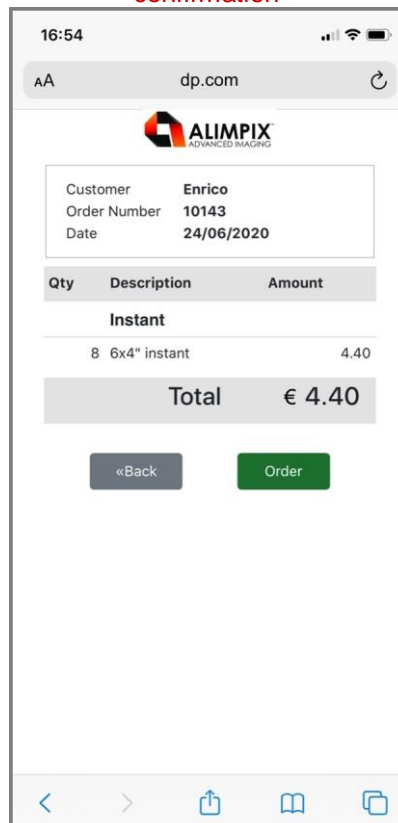 confirmation
16:54
AA dp.com
ALIMPIX
ADVANCED IMAGING
Customer Enrico
Order Number 10143
Date 24/06/2020
Qty Description Amount
Instant
8 6x4" instant 4.40
Total € 4.40
«Back Order